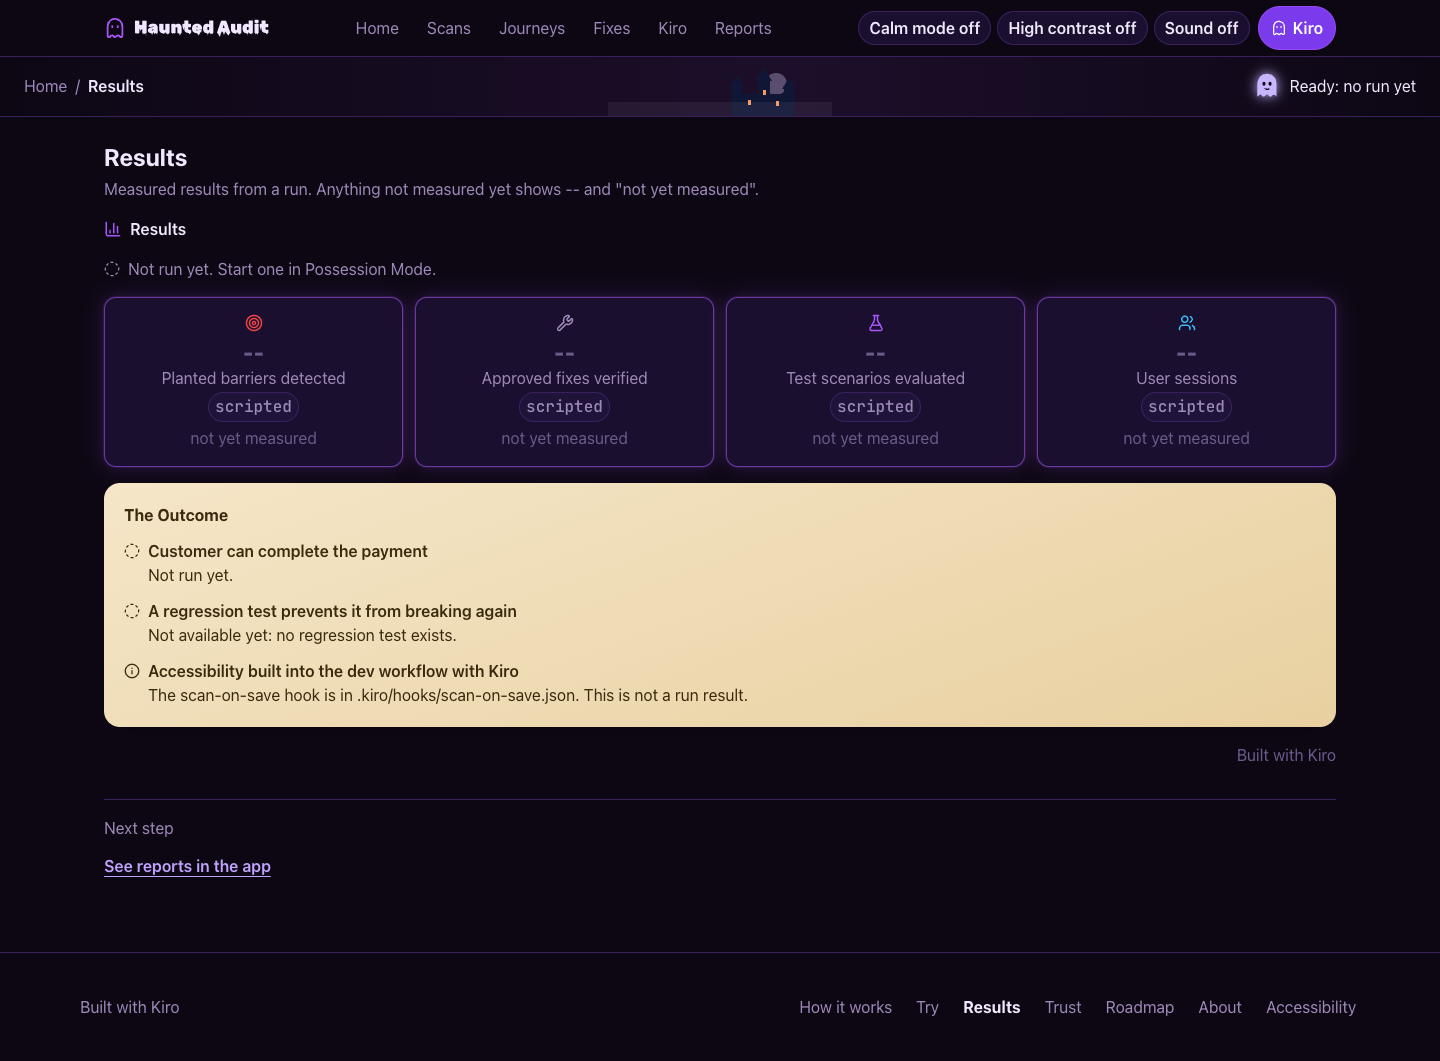 Haunted Audit
Home Scans Journeys Fixes Kiro Reports
Calm mode off High contrast off Sound off Kiro
Home / Results
Ready: no run yet
Results
Measured results from a run. Anything not measured yet shows -- and "not yet measured".
Results
Not run yet. Start one in Possession Mode.
--
Planted barriers detected
scripted
not yet measured
--
Approved fixes verified
scripted
not yet measured
--
Test scenarios evaluated
scripted
not yet measured
--
User sessions
scripted
not yet measured
The Outcome
Customer can complete the payment
Not run yet.
A regression test prevents it from breaking again
Not available yet: no regression test exists.
Accessibility built into the dev workflow with Kiro
The scan-on-save hook is in .kiro/hooks/scan-on-save.json. This is not a run result.
Built with Kiro
Next step
See reports in the app
Built with Kiro
How it works Try Results Trust Roadmap About Accessibility